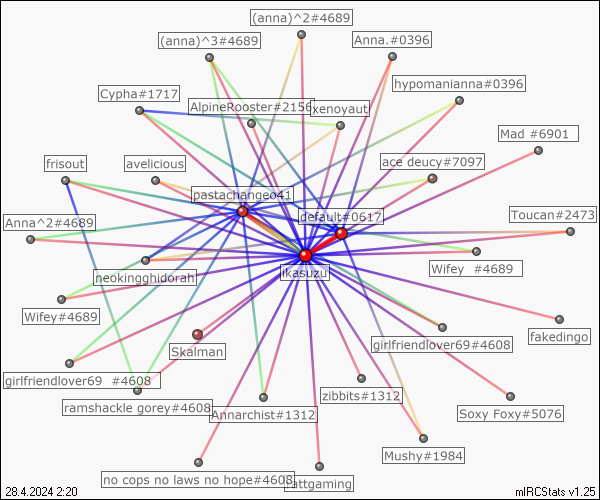 (anna)^2#4689
(anna)^3#4689
Anna.#0396
hypomanianna#0396
Cypha#1717
AlpineRooster#2156
xenoyaut
Mad #6901
frisout
avelicious
ace deucy#7097
pastachangeo41
default#0617
Toucan#2473
Anna^2#4689
neokingghidorah
ikasuzu
Wifey #4689
Wifey#4689
fakedingo
Skalman
girlfriendlover69#4608
girlfriendlover69 #4608
ramshackle gorey#4608
Annarchist#1312
zibbits#1312
Soxy Foxy#5076
Mushy#1984
no cops no laws no hope#4608
attgaming
28.4.2024 2:20
mIRCStats v1.25